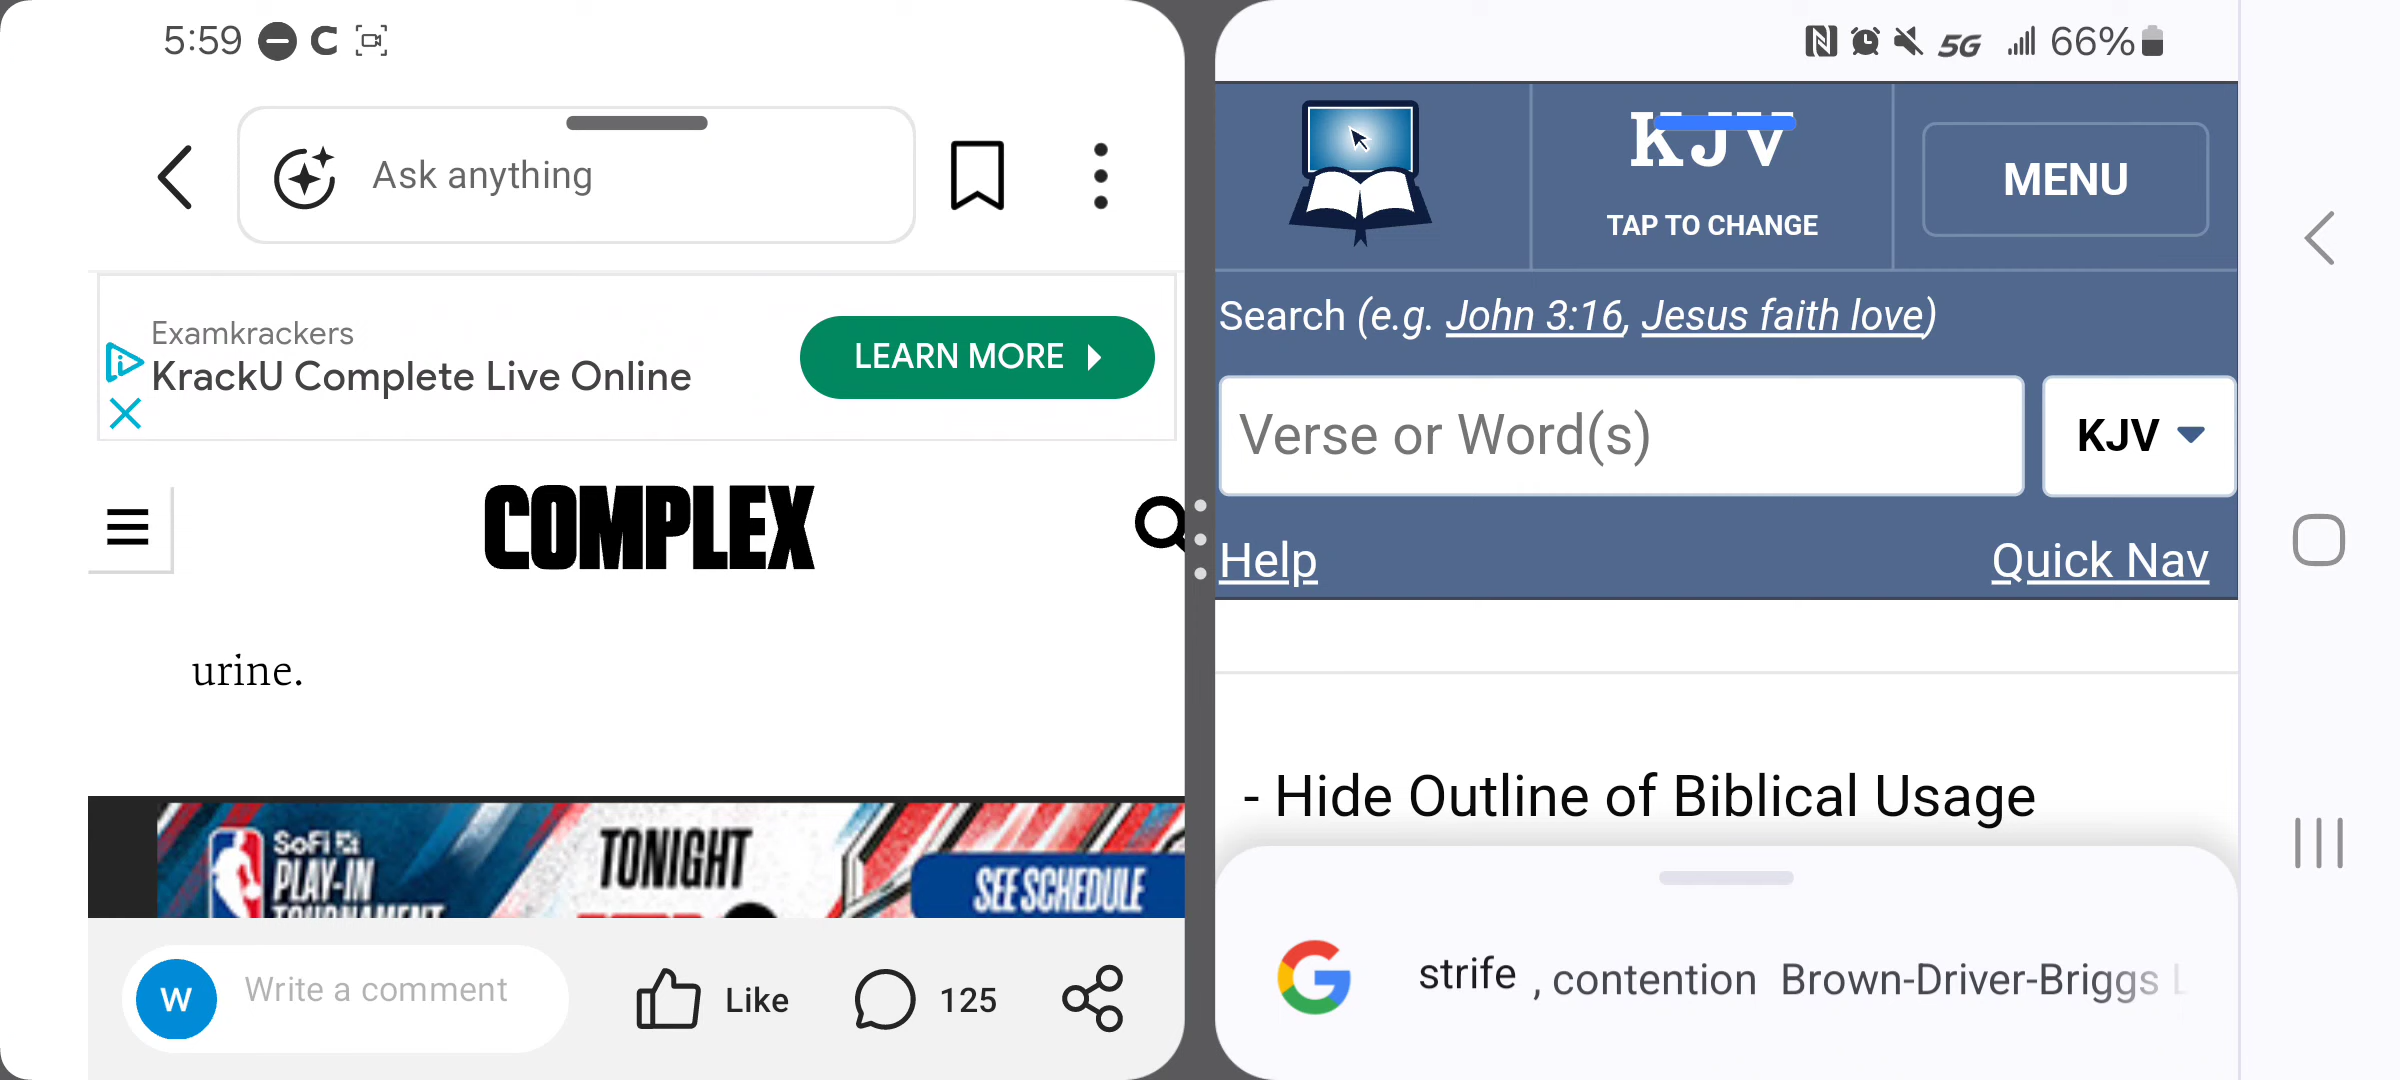 5:59
Ask anything
Examkrackers
KrackU Complete Live Online
LEARN MORE
COMPLEX
urine.
SoFi
PLAY-IN
TOURNAMENT
TONIGHT
SEE SCHEDULE
W
Write a comment
Like
125
5G
66%
KJV
TAP TO CHANGE
MENU
Search (e.g. John 3:16, Jesus faith love)
Verse or Word(s)
KJV
Help
Quick Nav
- Hide Outline of Biblical Usage
strife , contention Brown-Driver-Briggs L